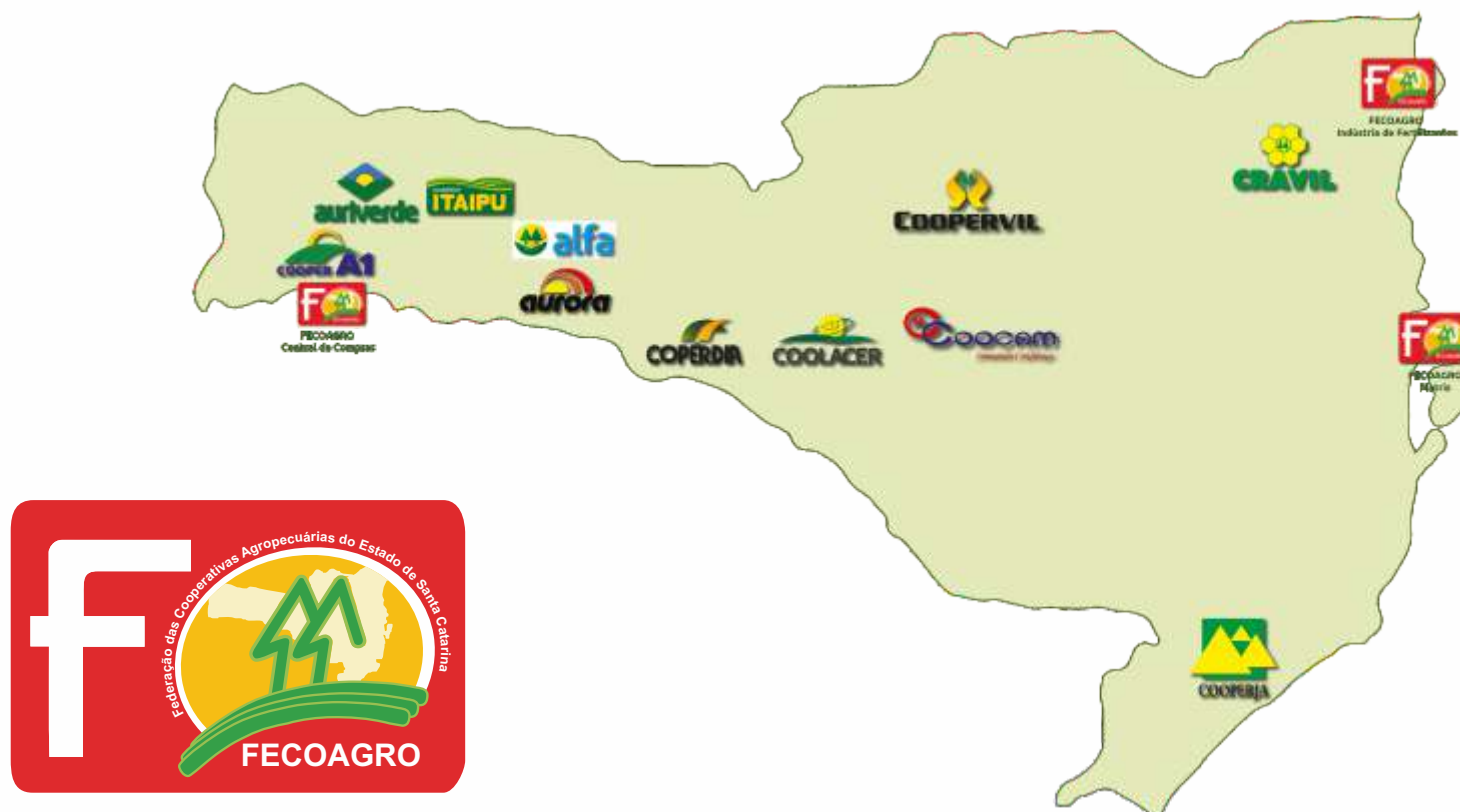 FECOAGRO
Indústria de Fertilizantes
CRAVIL
auriverde
ITAIPU
COOPERVIL
alfa
COOPER A1
aurora
F
FECOAGRO
Central de Compras
COPERDIA
COOLACER
Coocam
F
FECOAGRO
Matriz
F
Federação das Cooperativas Agropecuárias do Estado de Santa Catarina
FECOAGRO
COOPERJA